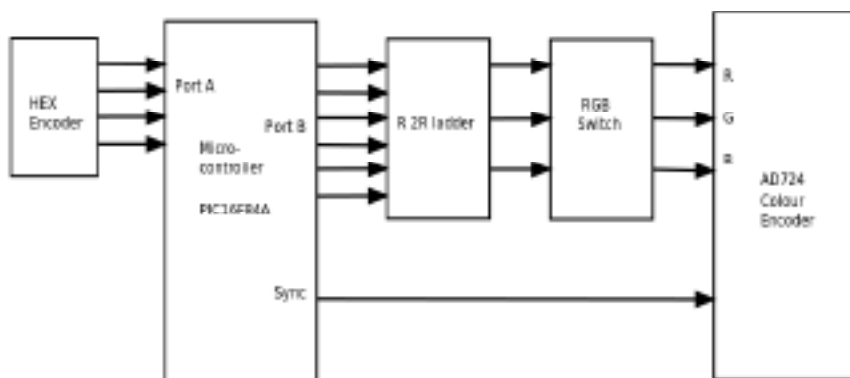 HEX
Encoder
Port A
Port B
Micro-
controller
PIC16F84A
Sync
R 2R ladder
RGB
Switch
R
G
B
AD724
Colour
Encoder